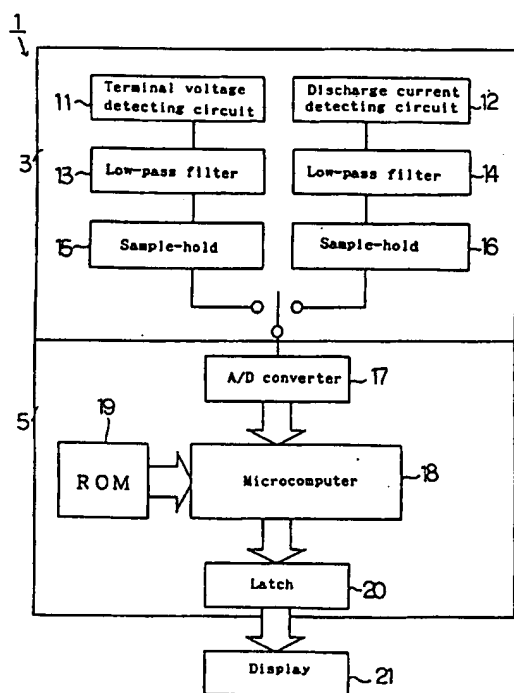 1
Terminal voltage
detecting circuit
11
Discharge current
detecting circuit
12
3
Low-pass filter
13
Low-pass filter
14
Sample-hold
15
Sample-hold
16
A/D converter
17
5
19
ROM
Microcomputer
18
Latch
20
Display
21